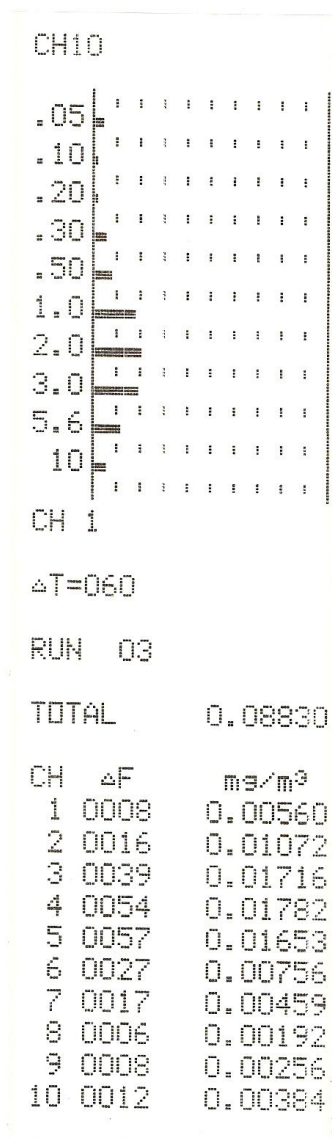 CH10
.05
.10
.20
.30
.50
1.0
2.0
3.0
5.6
10
CH 1
△T=060
RUN 03
TOTAL 0.08830
CH △F mg/m³
1 0008 0.00560
2 0016 0.01072
3 0039 0.01716
4 0054 0.01782
5 0057 0.01653
6 0027 0.00756
7 0017 0.00459
8 0006 0.00192
9 0008 0.00256
10 0012 0.00384